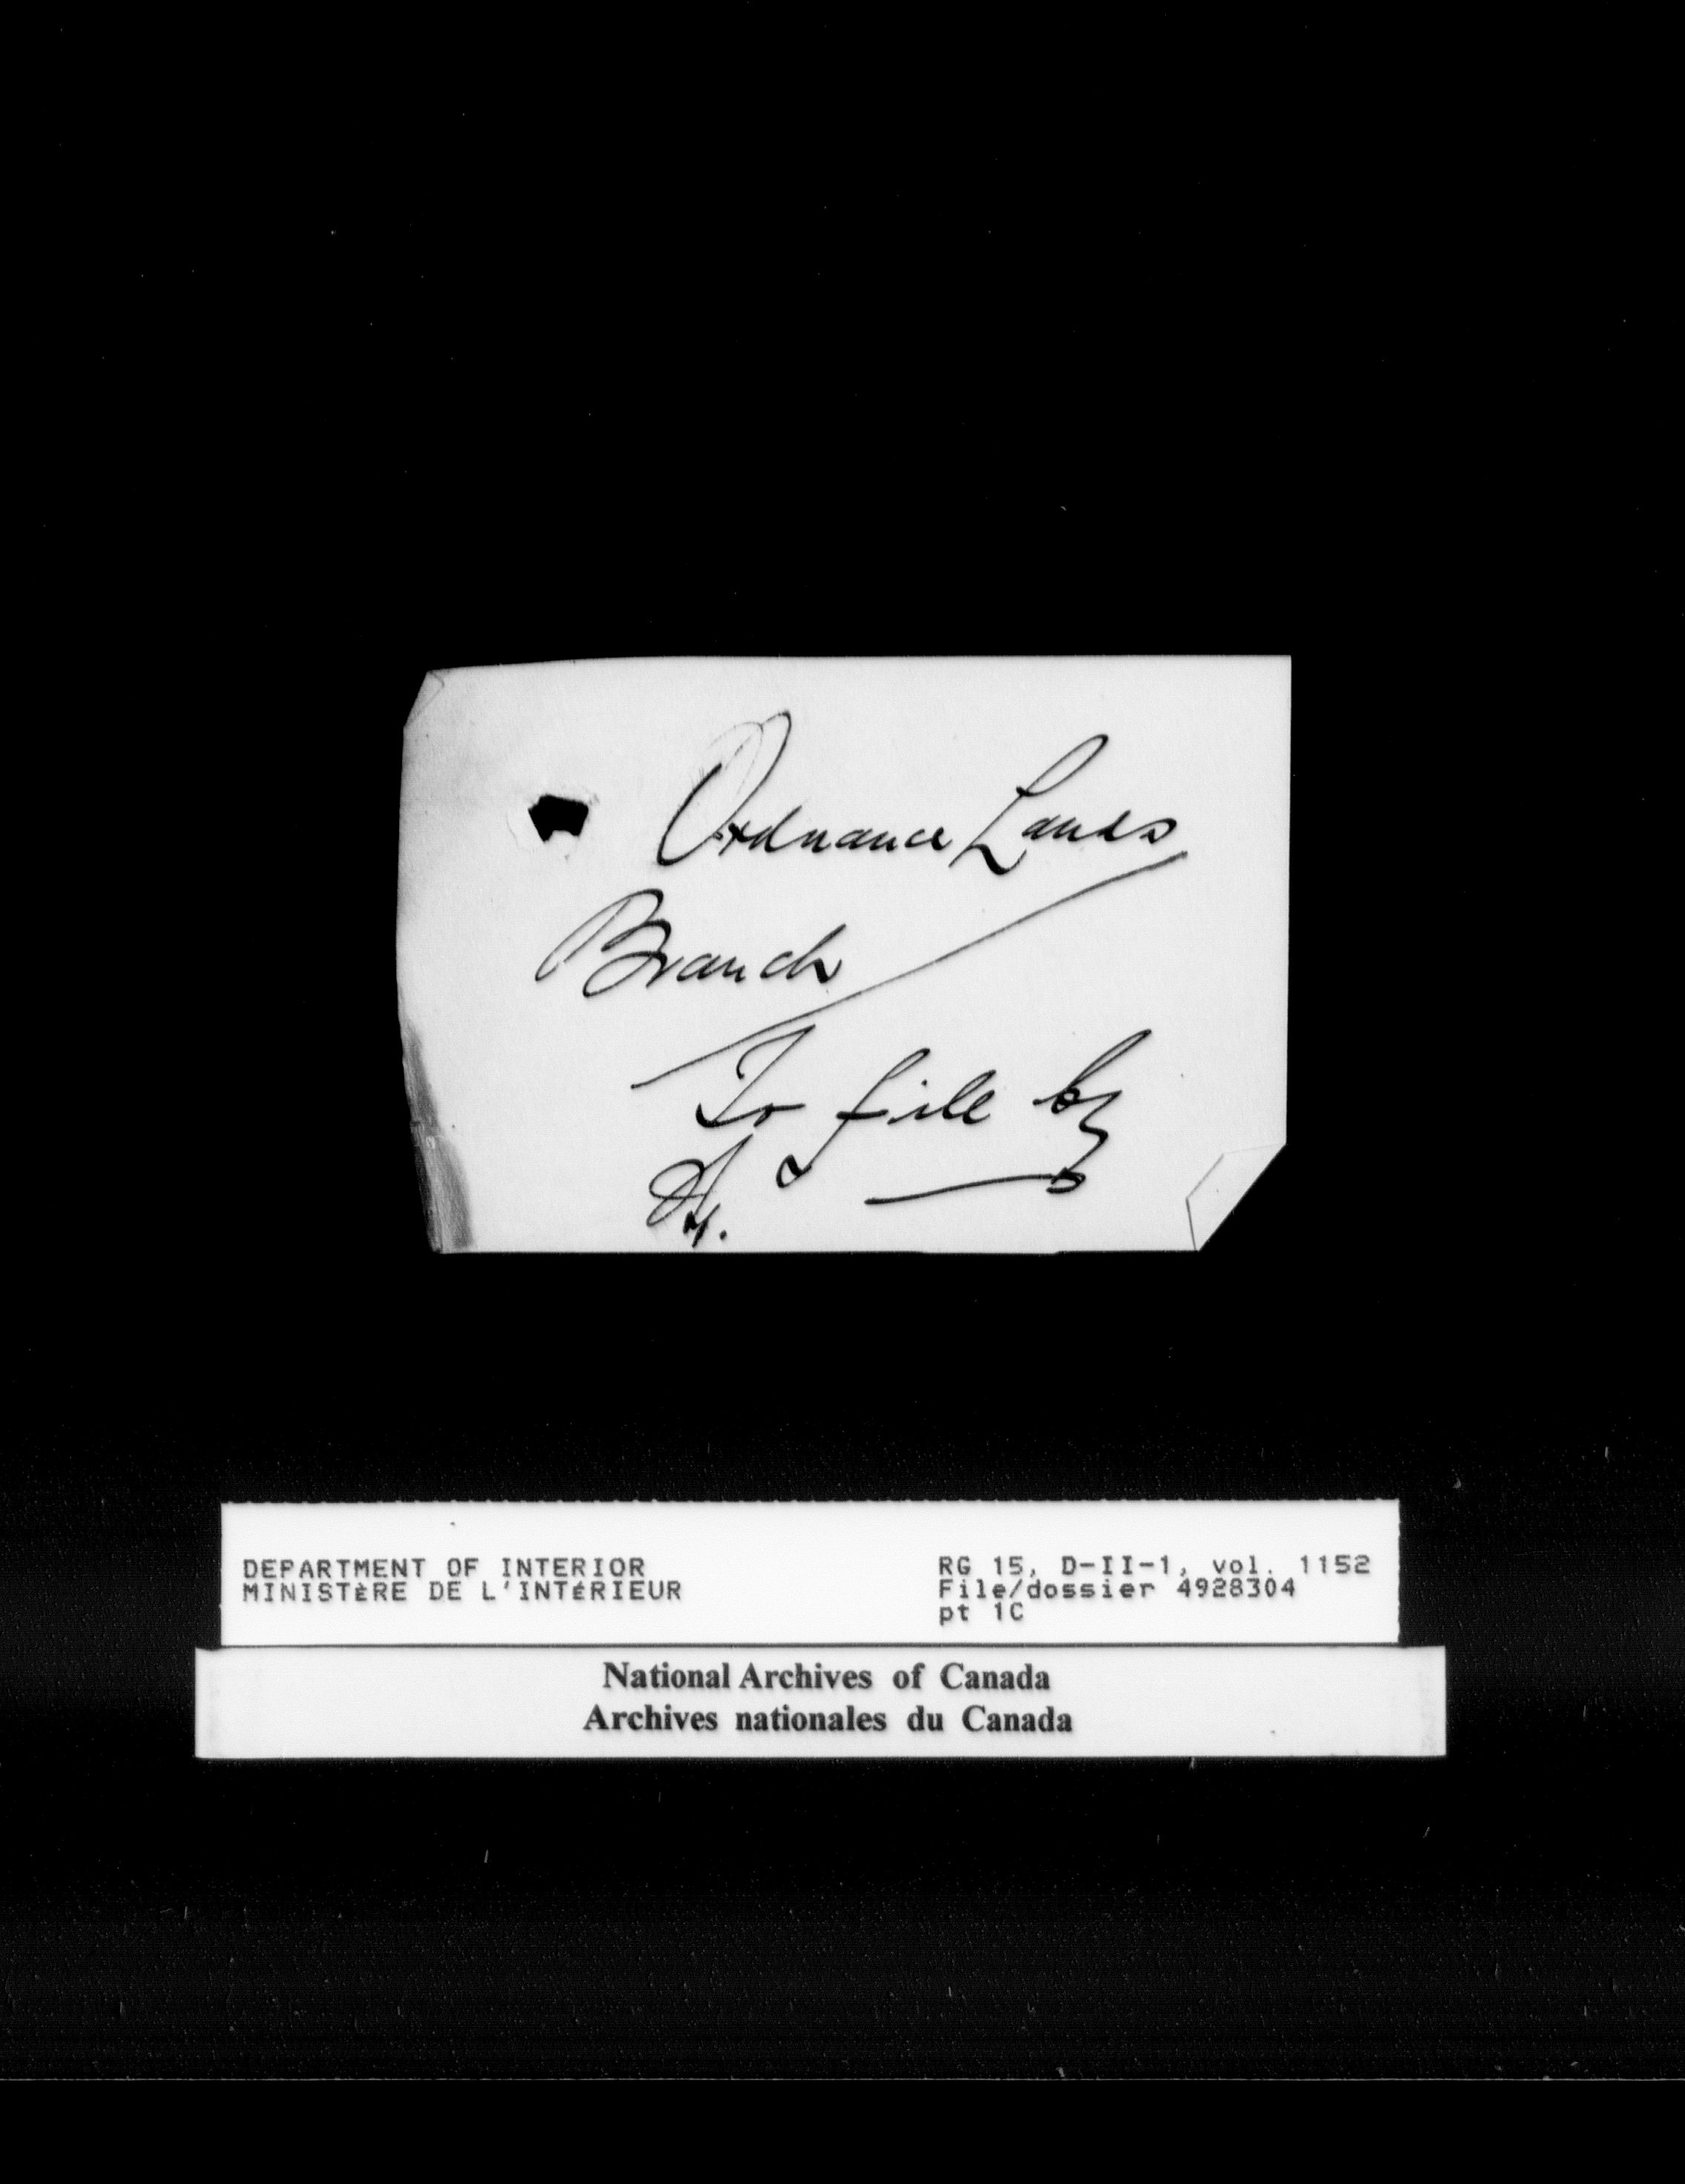 Ordnance Lands
Branch
To file by
DEPARTMENT OF INTERIOR
MINISTÈRE DE L'INTÉRIEUR
RG 15, D-II-1, vol. 1152
File/dossier 4928304
pt 1C
National Archives of Canada
Archives nationales du Canada